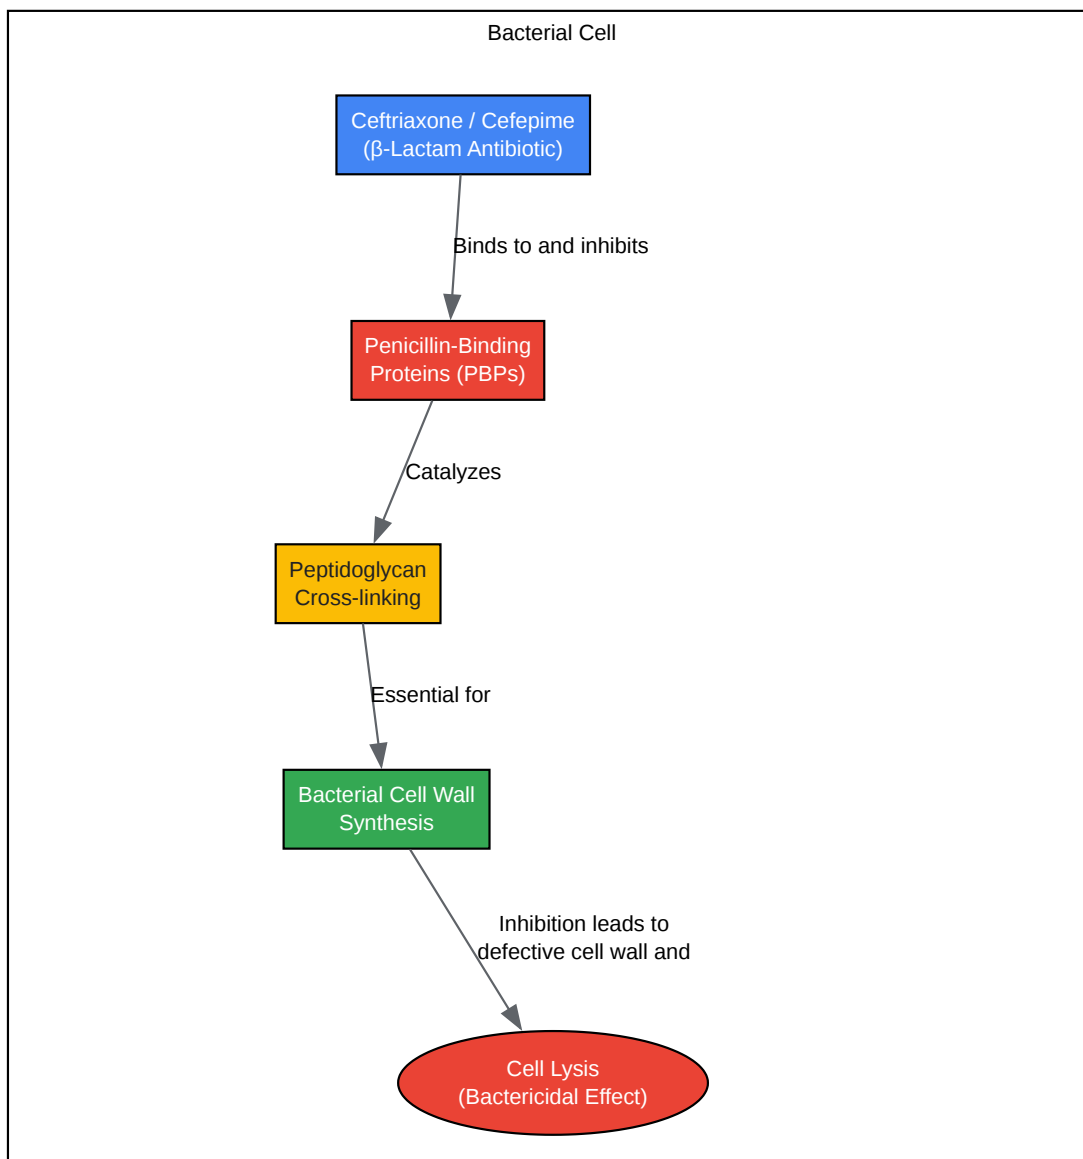 Bacterial Cell
Ceftriaxone / Cefepime
(β-Lactam Antibiotic)
Binds to and inhibits
Penicillin-Binding
Proteins (PBPs)
Catalyzes
Peptidoglycan
Cross-linking
Essential for
Bacterial Cell Wall
Synthesis
Inhibition leads to
defective cell wall and
Cell Lysis
(Bactericidal Effect)